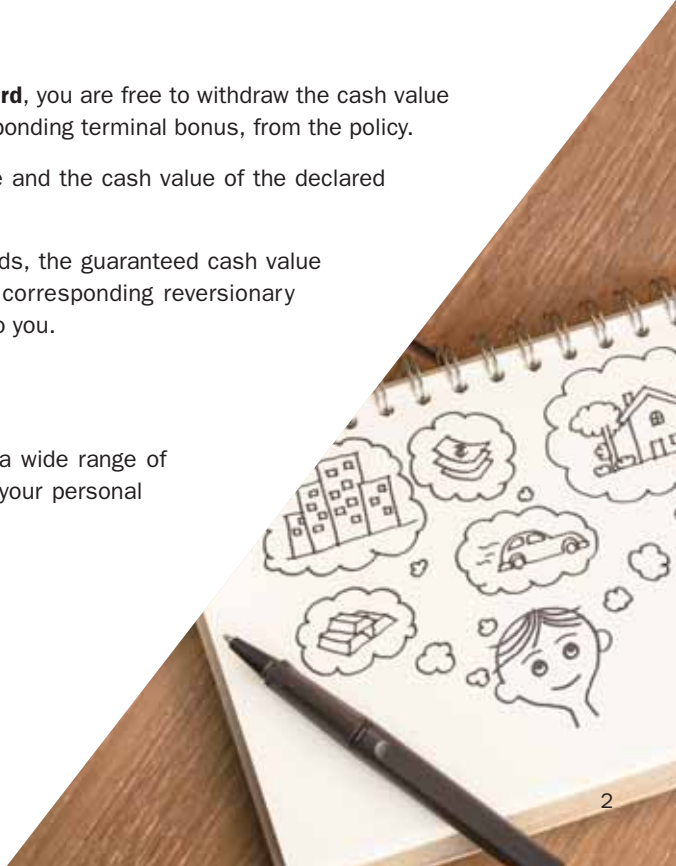 rd, you are free to withdraw the cash value
ponding terminal bonus, from the policy.
e and the cash value of the declared
ds, the guaranteed cash value
corresponding reversionary
o you.
a wide range of
your personal
2